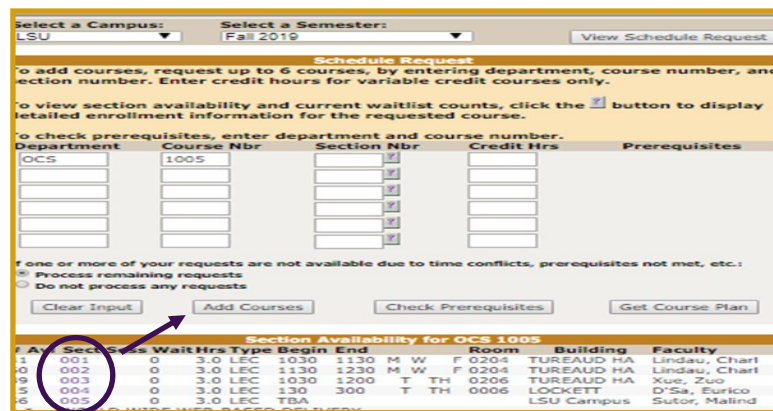 Select a Campus: Select a Semester:
LSU Fall 2019 View Schedule Request
Schedule Request
o add courses, request up to 6 courses, by entering department, course number, and
ection number. Enter credit hours for variable credit courses only.
o view section availability and current waitlist counts, click the ? button to display
etailed enrollment information for the requested course.
o check prerequisites, enter department and course number.
Department Course Nbr Section Nbr Credit Hrs Prerequisites
OCS 1005 ?
?
?
?
?
?
f one or more of your requests are not available due to time conflicts, prerequisites not met, etc.:
Process remaining requests
Do not process any requests
Clear Input Add Courses Check Prerequisites Get Course Plan
Section Availability for OCS 1005
Sect Sess Wait Hrs Type Begin End Room Building Faculty
001 0 3.0 LEC 1030 1130 M W F 0204 TUREAUD HA Lindau, Charl
002 0 3.0 LEC 1130 1230 M W F 0204 TUREAUD HA Lindau, Charl
003 0 3.0 LEC 1030 1200 T TH 0206 TUREAUD HA Xue, Zuo
004 0 3.0 LEC 130 300 T TH 0006 LOCKETT D'Sa, Eurico
005 0 3.0 LEC TBA LSU Campus Sutor, Malind
WORLD WIDE WEB-BASED DELIVERY